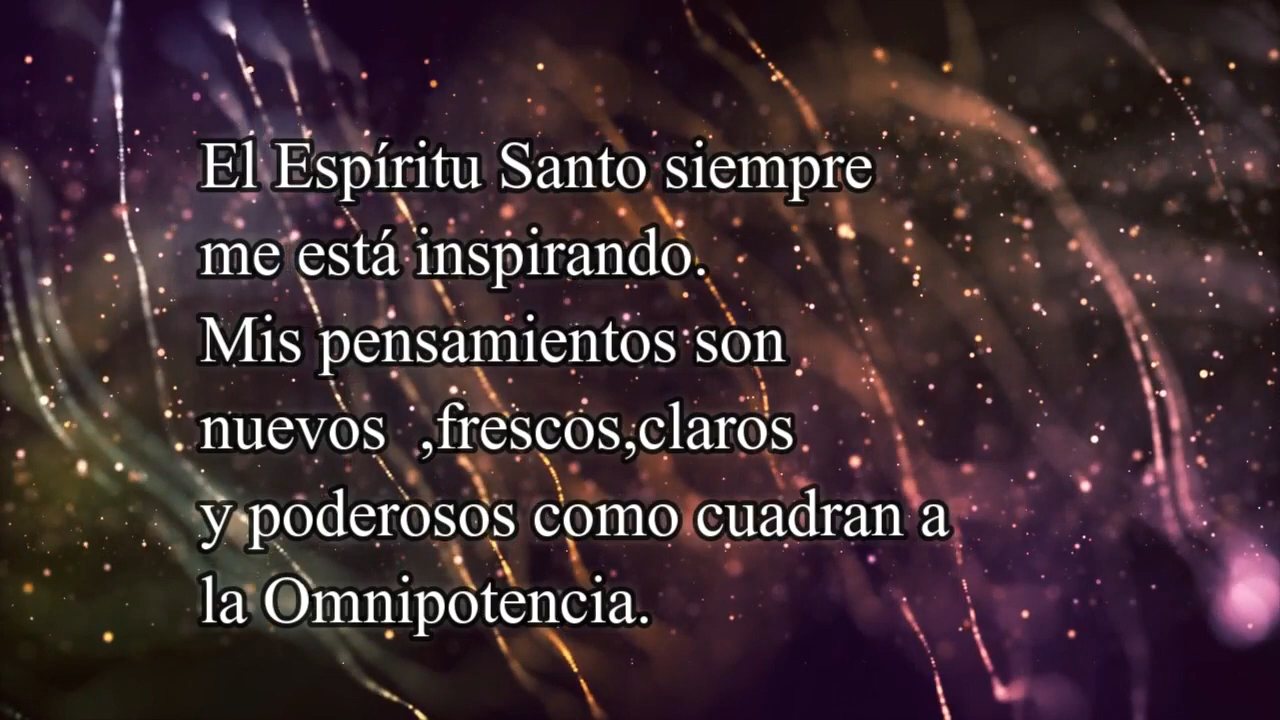 El Espíritu Santo siempre
me está inspirando.
Mis pensamientos son
nuevos  ,frescos,claros
y poderosos como cuadran a
la Omnipotencia.